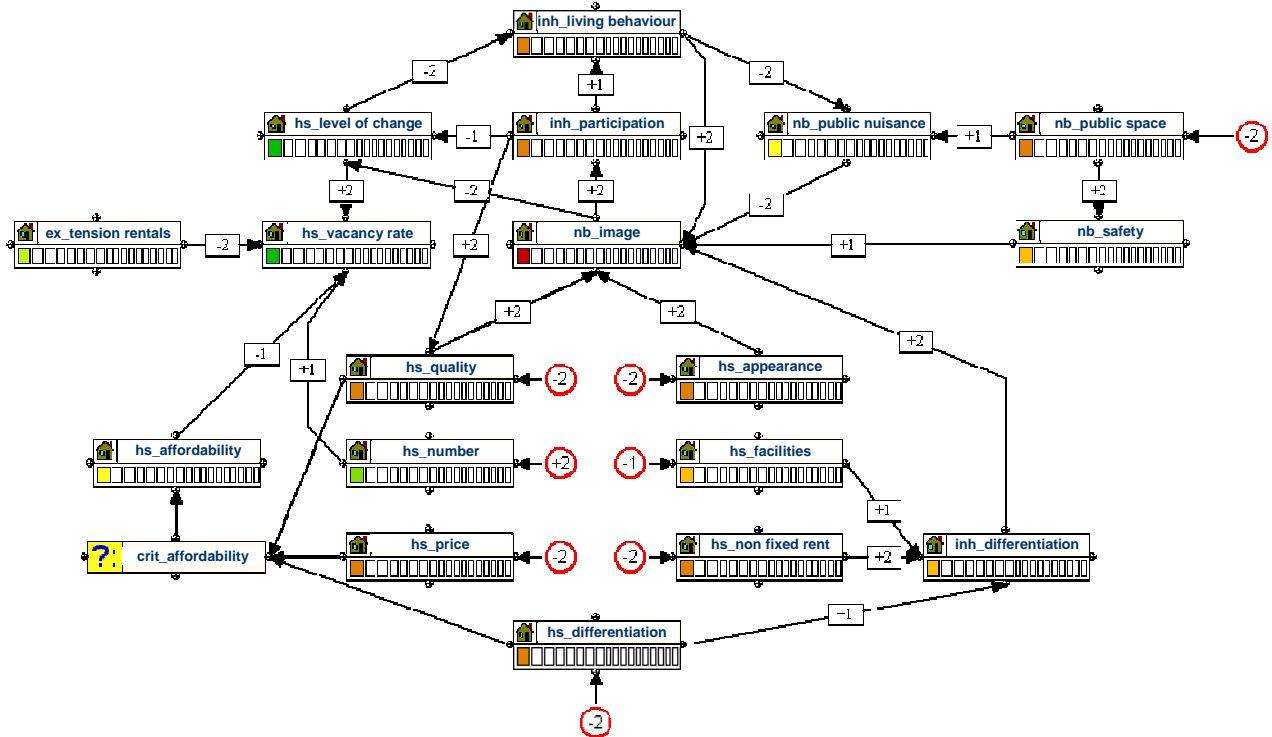 inh_living behaviour
-2
-2
+1
hs_level of change
inh_participation
nb_public nuisance
nb_public space
-1
+2
+1
-2
+2
-2
+2
-2
+2
ex_tension rentals
hs_vacancy rate
nb_image
nb_safety
-2
+2
+1
+2
+2
+2
-1
+1
hs_quality
hs_appearance
-2
-2
hs_affordability
hs_number
hs_facilities
+2
-1
+1
crit_affordability
hs_price
hs_non fixed rent
inh_differentiation
?:
-2
-2
+2
hs_differentiation
-2